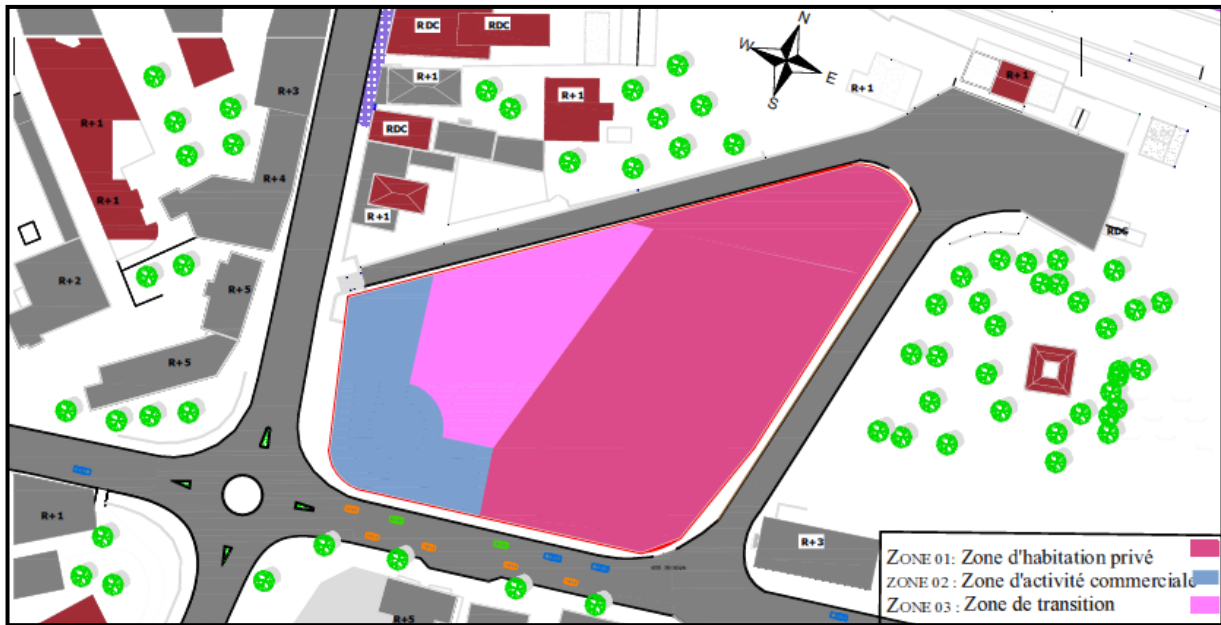 RDC
RDC
N
W
E
S
R+1
R+1
R+1
R+1
R+3
R+1
RDC
R+4
R+1
R+1
RDC
R+2
R+5
R+5
R+1
R+3
R+5
ZONE 01: Zone d'habitation privé
ZONE 02 : Zone d'activité commerciale
ZONE 03 : Zone de transition